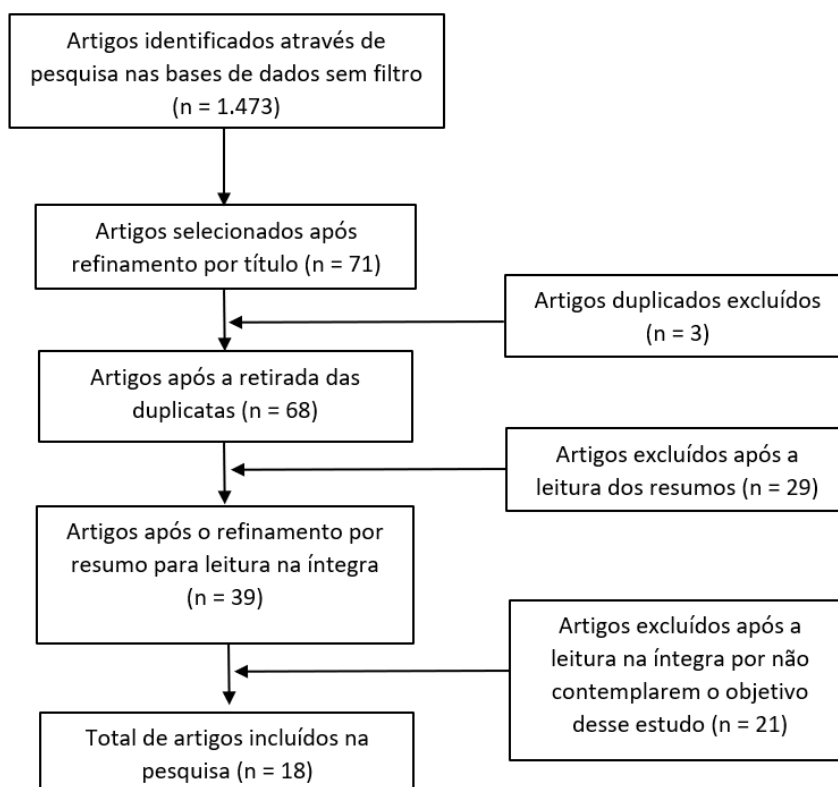 Artigos identificados através de
pesquisa nas bases de dados sem filtro
(n = 1.473)
Artigos selecionados após
refinamento por título (n = 71)
Artigos duplicados excluídos
(n = 3)
Artigos após a retirada das
duplicatas (n = 68)
Artigos excluídos após a
leitura dos resumos (n = 29)
Artigos após o refinamento por
resumo para leitura na íntegra
(n = 39)
Artigos excluídos após a
leitura na íntegra por não
contemplarem o objetivo
desse estudo (n = 21)
Total de artigos incluídos na
pesquisa (n = 18)